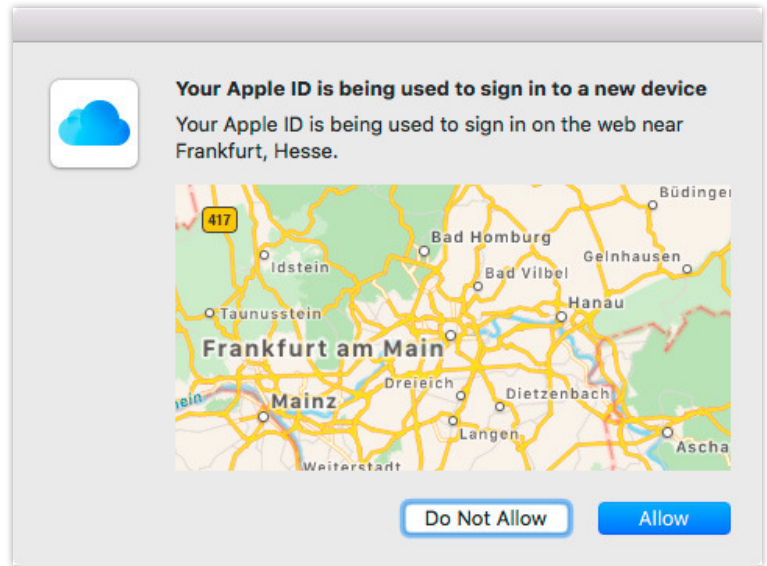 Your Apple ID is being used to sign in to a new device
Your Apple ID is being used to sign in on the web near
Frankfurt, Hesse.
Büdinge
417
Bad Homburg
Gelnhausen
Idstein
Bad Vilbel
Hanau
Taunusstein
Frankfurt am Main
Dreieich
Dietzenbach
ein
Mainz
Langen
Ascha
Weiterstadt
Do Not Allow
Allow